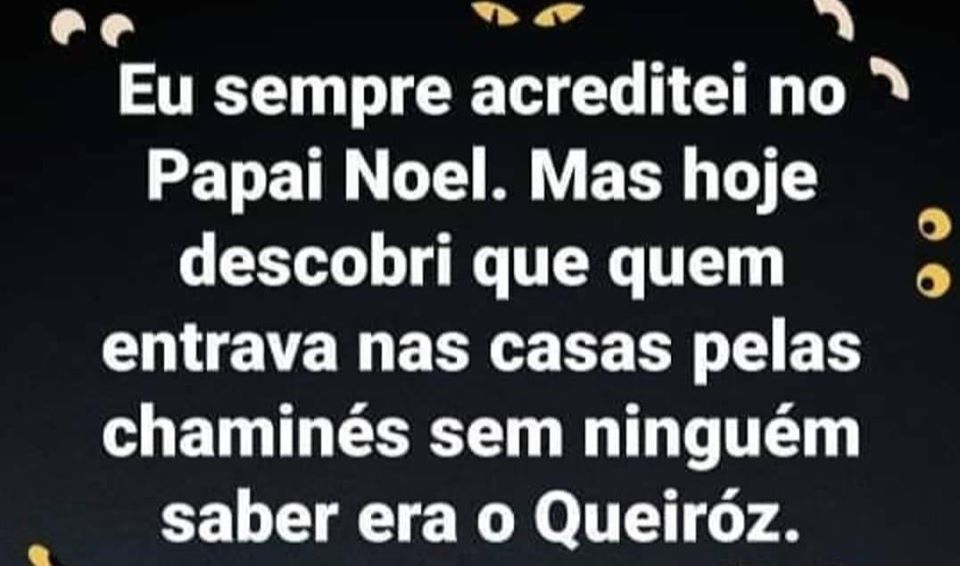 Eu sempre acreditei no
Papai Noel. Mas hoje
descobri que quem
entrava nas casas pelas
chaminés sem ninguém
saber era o Queiróz.